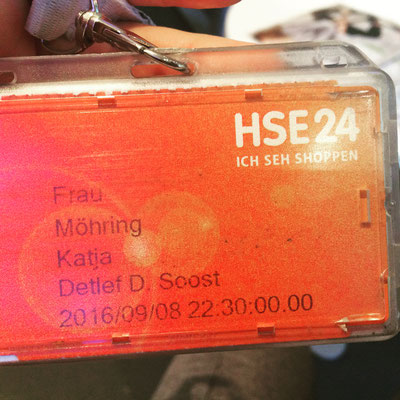 HSE24
ICH SEH SHOPPEN
Frau
Möhring
Katja
Detlef D. Soost
2016/09/08 22.30:00.00